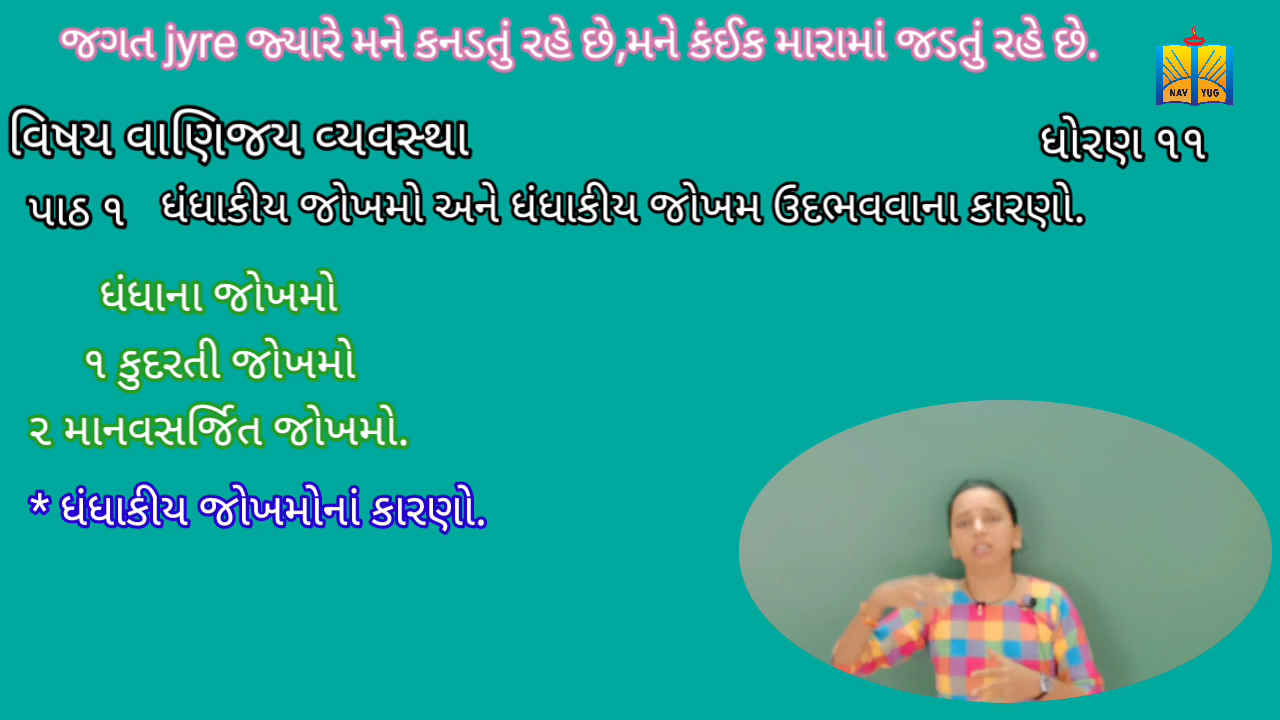 જગત jyre જ્યારે મને કનડતું રહે છે,મને કંઈક મારામાં જડતું રહે છે.
NAV YUG
વિષય વાણિજય વ્યવસ્થા
ધોરણ ૧૧
પાઠ ૧ ધંધાકીય જોખમો અને ધંધાકીય જોખમ ઉદભવવાના કારણો.
ધંધાના જોખમો
૧ કુદરતી જોખમો
૨ માનવસર્જિત જોખમો.
* ધંધાકીય જોખમોનાં કારણો.